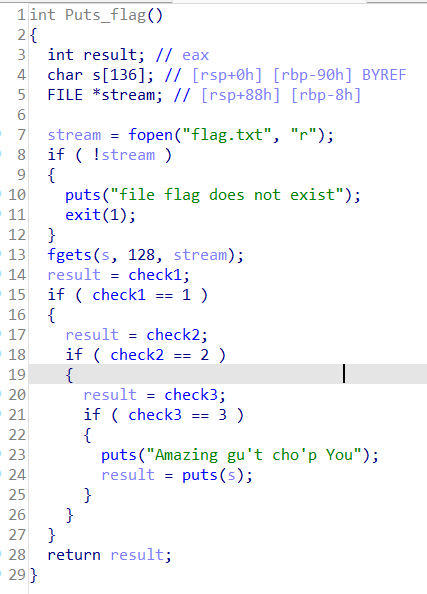 1 int Puts_flag()
2 {
3 int result; // eax
4 char s[136]; // [rsp+0h] [rbp-90h] BYREF
5 FILE *stream; // [rsp+88h] [rbp-8h]
6
7 stream = fopen("flag.txt", "r");
8 if ( !stream )
9 {
10 puts("file flag does not exist");
11 exit(1);
12 }
13 fgets(s, 128, stream);
14 result = check1;
15 if ( check1 == 1 )
16 {
17 result = check2;
18 if ( check2 == 2 )
19 {
20 result = check3;
21 if ( check3 == 3 )
22 {
23 puts("Amazing gu't cho'p You");
24 result = puts(s);
25 }
26 }
27 }
28 return result;
29 }